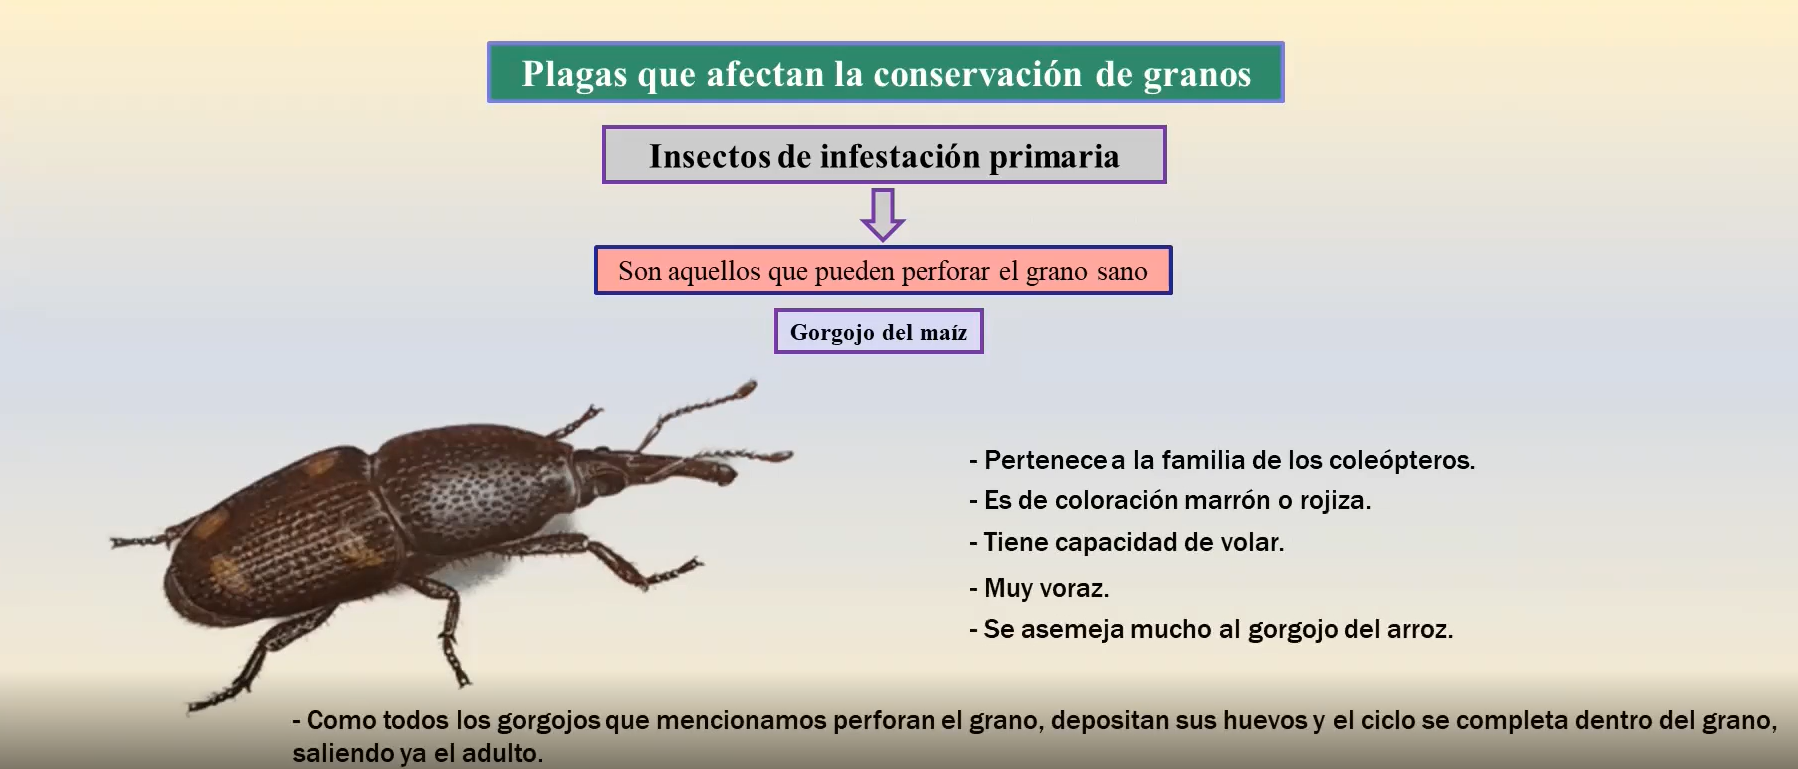 Plagas que afectan la conservación de granos
Insectos de infestación primaria
Son aquellos que pueden perforar el grano sano
Gorgojo del maíz
- Pertenece a la familia de los coleópteros.
- Es de coloración marrón o rojiza.
- Tiene capacidad de volar.
- Muy voraz.
- Se asemeja mucho al gorgojo del arroz.
- Como todos los gorgojos que mencionamos perforan el grano, depositan sus huevos y el ciclo se completa dentro del grano,
saliendo ya el adulto.